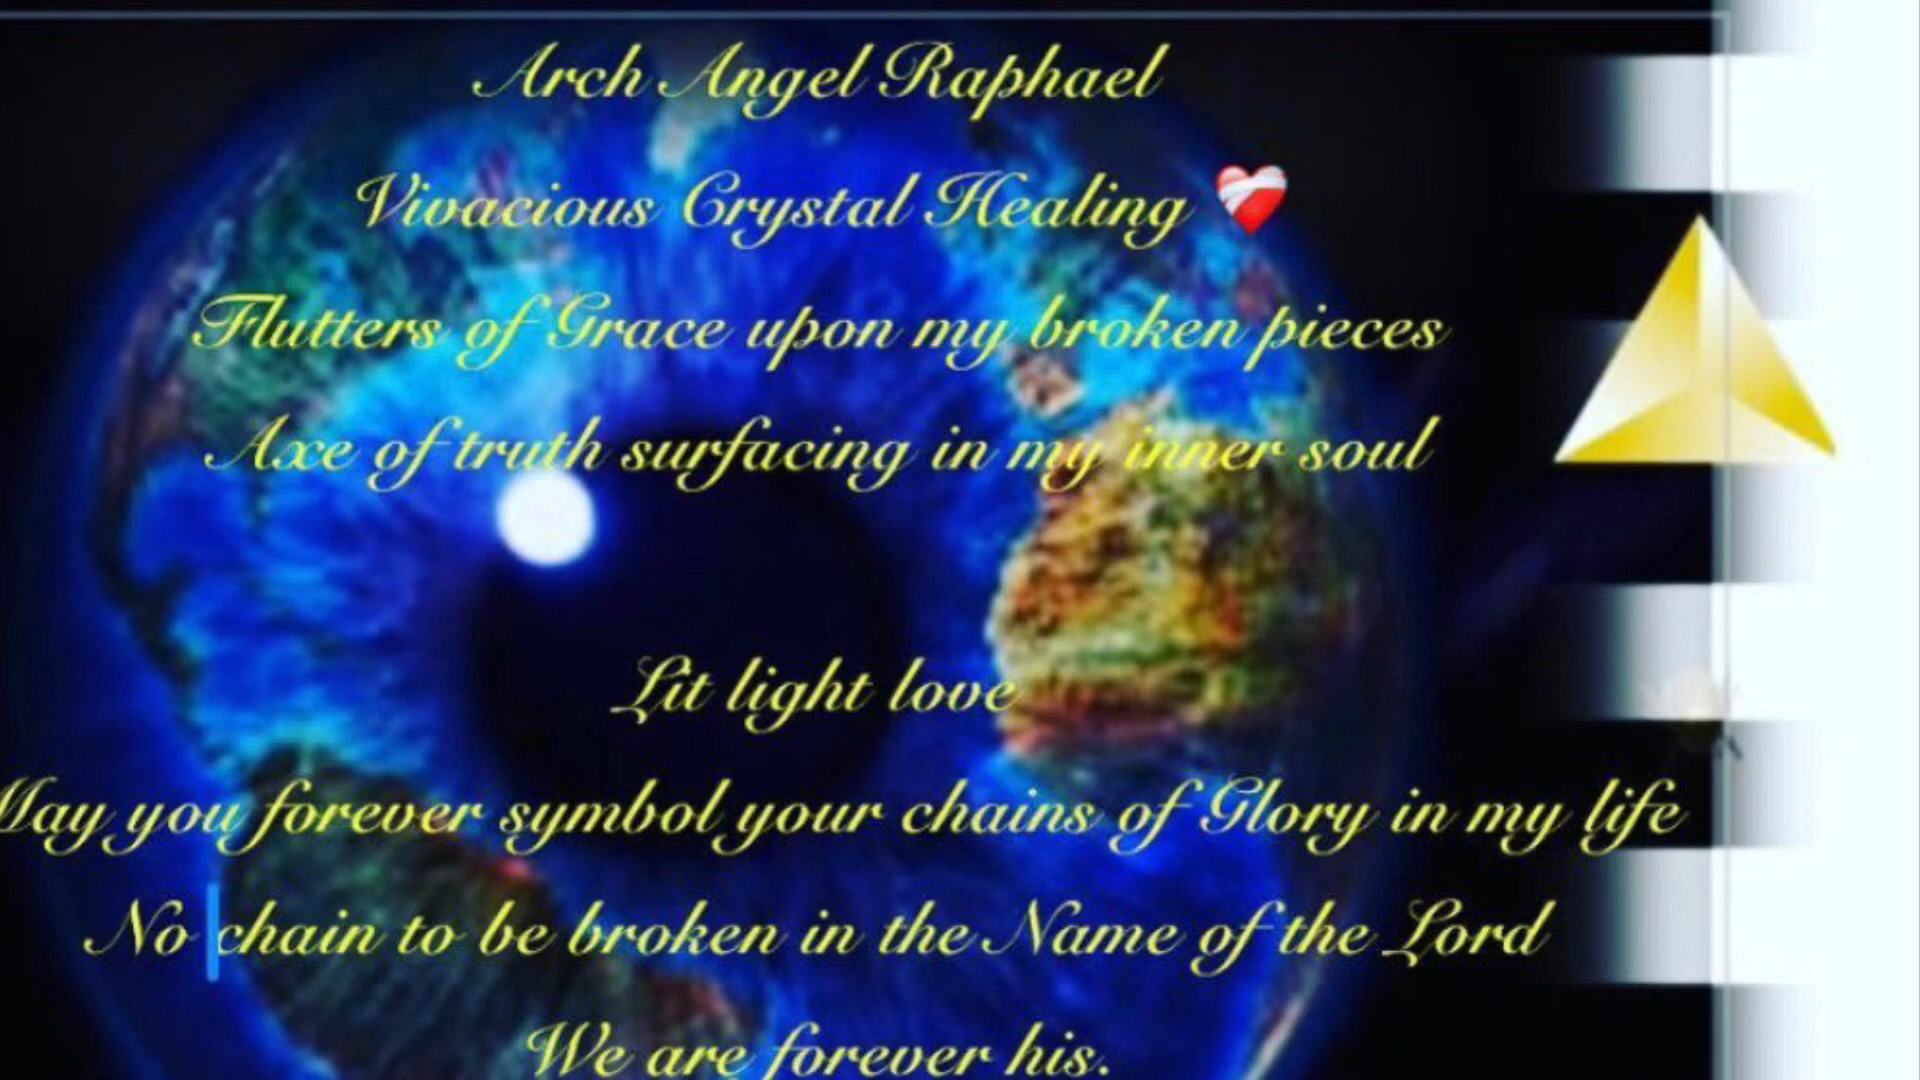 Arch Angel Raphael
Vivacious Crystal Healing ❤️‍🩹
Flutters of Grace upon my broken pieces
Axe of truth surfacing in my inner soul
Lit light love
May you forever symbol your chains of Glory in my life
No chain to be broken in the Name of the Lord
We are forever his.